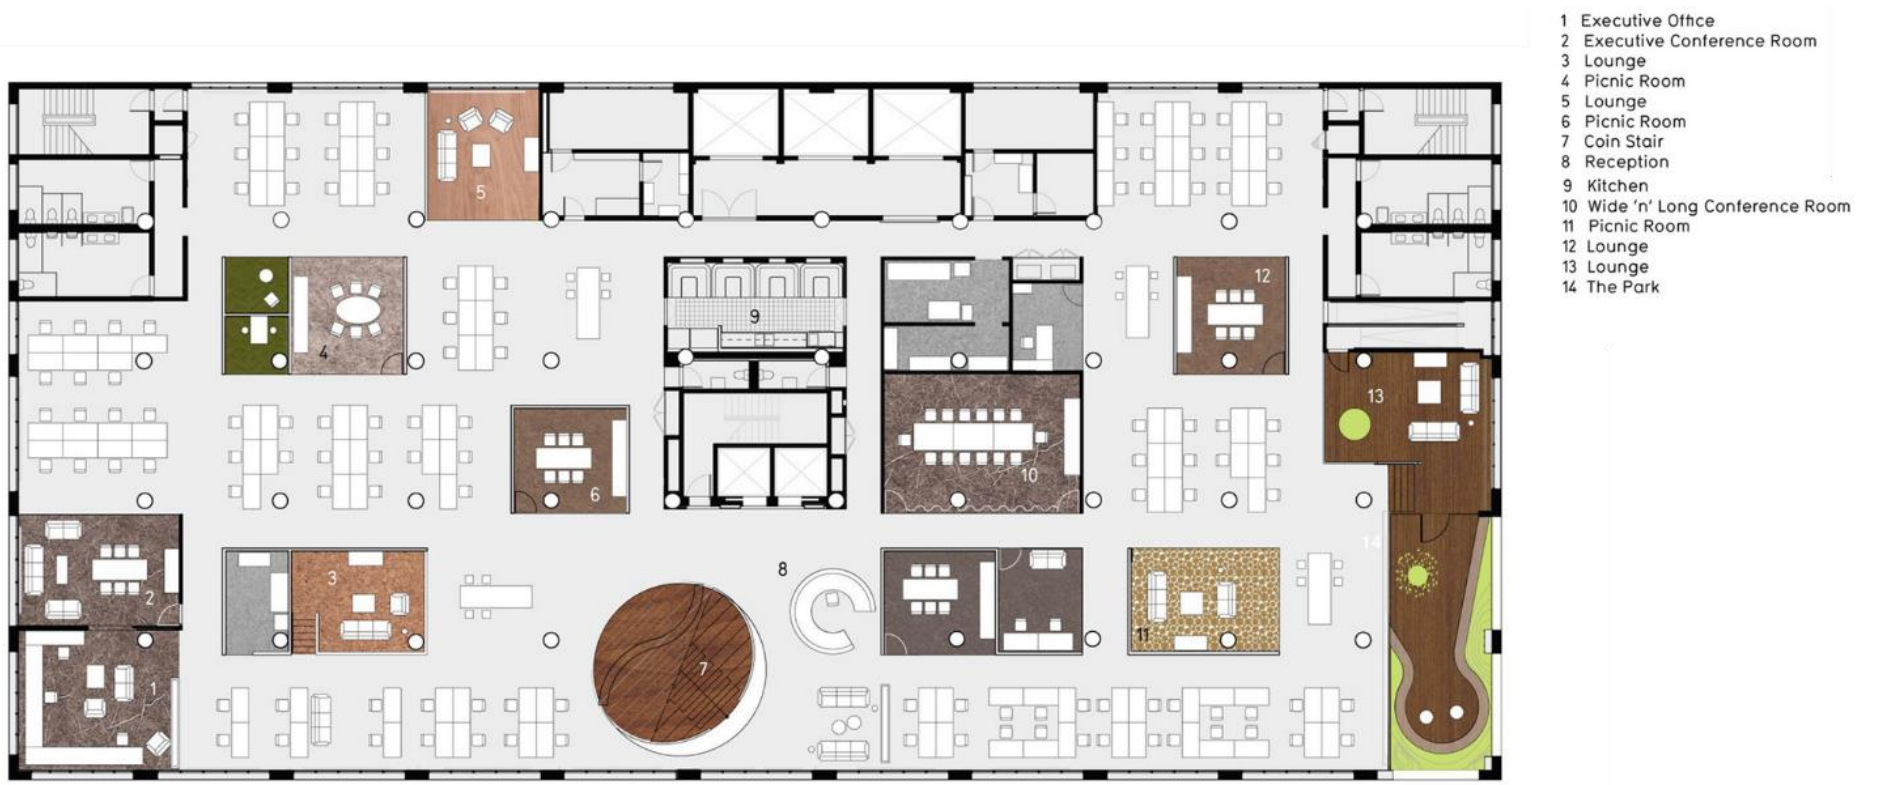 1 Executive Office
2 Executive Conference Room
3 Lounge
4 Picnic Room
5 Lounge
6 Picnic Room
7 Coin Stair
8 Reception
9 Kitchen
10 Wide 'n' Long Conference Room
11 Picnic Room
12 Lounge
13 Lounge
14 The Park
5
12
4
9
13
10
6
14
8
3
2
11
7
1